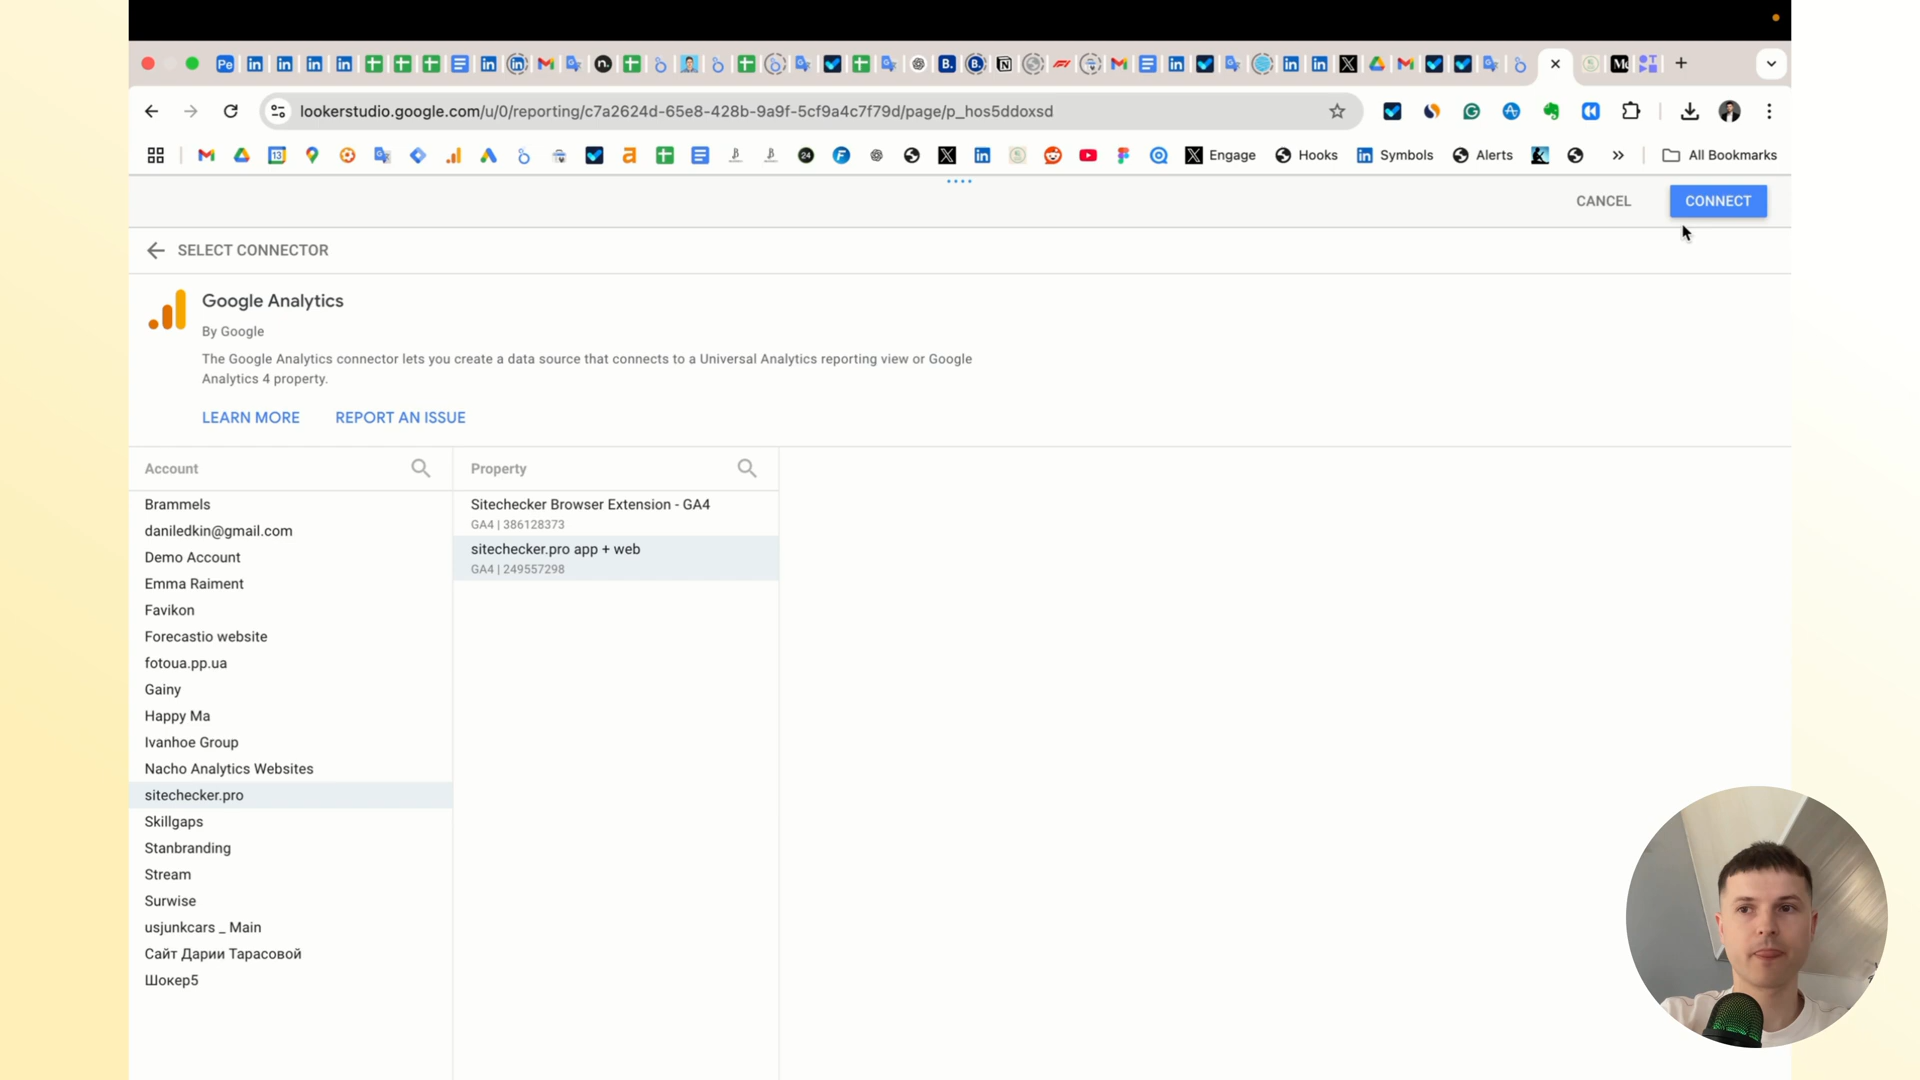 lookerstudio.google.com/u/0/reporting/c7a2624d-65e8-428b-9a9f-5cf9a4c7f79d/page/p_hos5ddoxsd
Engage
Hooks
Symbols
Alerts
All Bookmarks
CANCEL
CONNECT
SELECT CONNECTOR
Google Analytics
By Google
The Google Analytics connector lets you create a data source that connects to a Universal Analytics reporting view or Google
Analytics 4 property.
LEARN MORE
REPORT AN ISSUE
Account
Property
Brammels
daniledkin@gmail.com
Demo Account
Emma Raiment
Favikon
Forecastio website
fotoua.pp.ua
Gainy
Happy Ma
Ivanhoe Group
Nacho Analytics Websites
sitechecker.pro
Skillgaps
Stanbranding
Stream
Surwise
usjunkcars _ Main
Сайт Дарии Тарасовой
Шокер5
Sitechecker Browser Extension - GA4
GA4 | 386128373
sitechecker.pro app + web
GA4 | 249557298